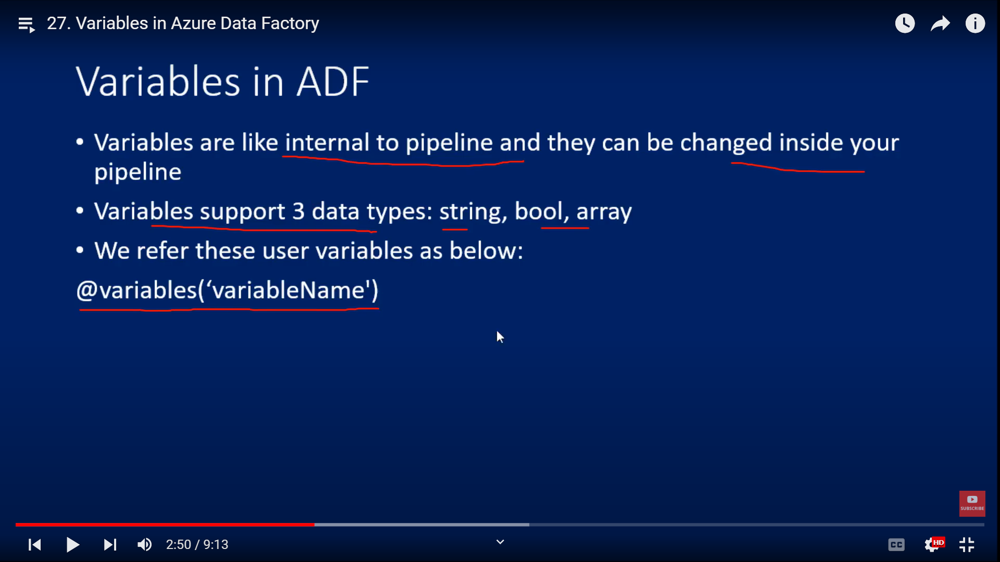 27. Variables in Azure Data Factory
Variables in ADF
• Variables are like internal to pipeline and they can be changed inside your
pipeline
• Variables support 3 data types: string, bool, array
• We refer these user variables as below:
@variables(‘variableName')
SUBSCRIBE
2:50 / 9:13
CC
HD